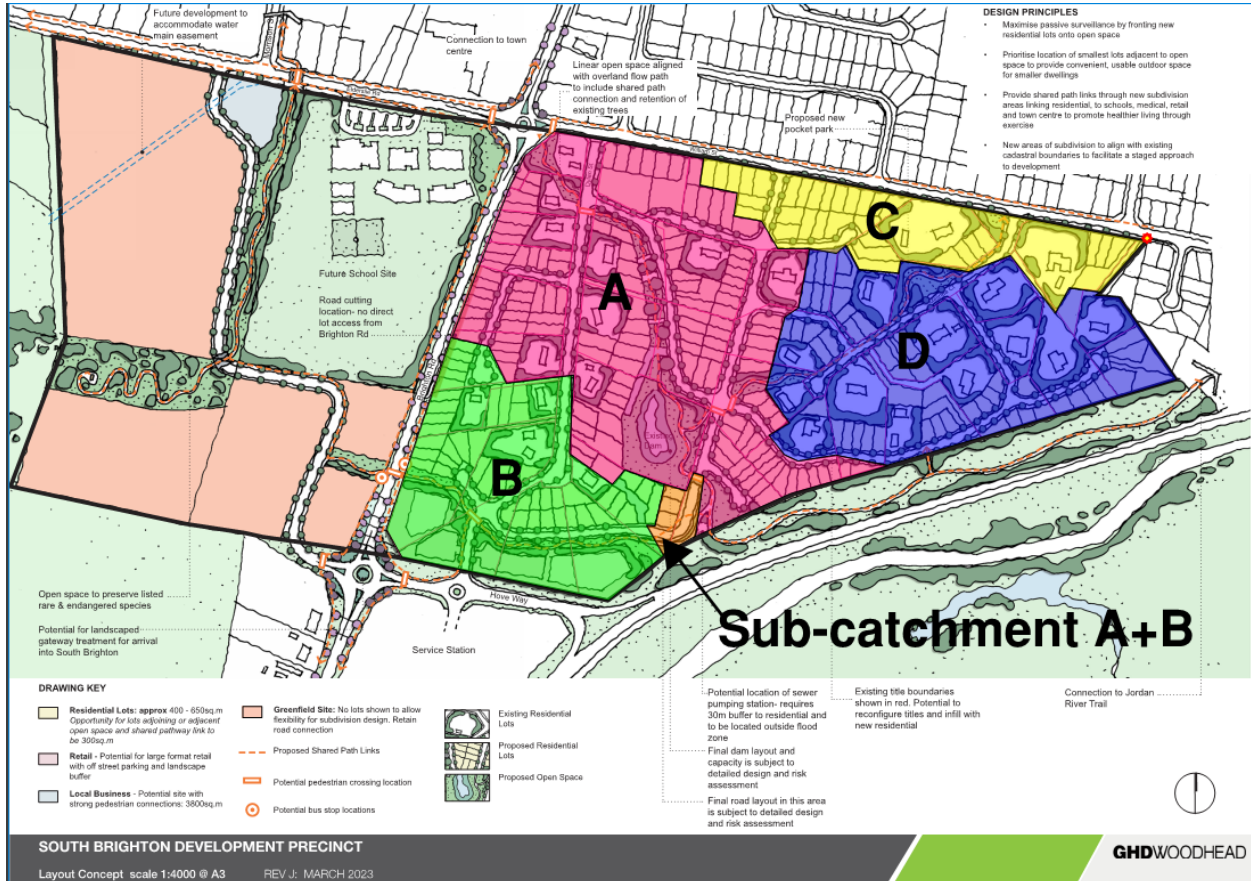 Future development to
accommodate water
main easement
Morrison St
Connection to town
centre
Linear open space aligned
with overland flow path
to include shared path
connection and retention of
existing trees
Proposed new
pocket park
DESIGN PRINCIPLES
• Maximise passive surveillance by fronting new
residential lots onto open
space
• Prioritise location of smallest lots adjacent to open
space to provide convenient, usable outdoor space
for smaller dwellings
• Provide shared path links through new subdivision
areas linking residential, to schools, medical, retail
and town centre to promote healthier living through
exercise
• New areas of subdivision to align with existing
cadastral boundaries to facilitate a staged approach
to development
Elderslie Rd
William St
Future School Site
Road cutting
location- no direct
lot access from
Brighton Rd
Brighton Rd
A
B
C
D
Existing
Dam
Sub-catchment A+B
Hove Way
Service Station
Open space to preserve listed
rare & endangered species
Potential for landscaped
gateway treatment for arrival
into South Brighton
Potential location of sewer
pumping station- requires
30m buffer to residential and
to be located outside flood
zone
Final dam layout and
capacity is subject to
detailed design and risk
assessment
Final road layout in this area
is subject to detailed design
and risk assessment
Existing title boundaries
shown in red. Potential to
reconfigure titles and infill with
new residential
Connection to Jordan
River Trail
DRAWING KEY
Residential Lots: approx 400 - 650sq.m
Opportunity for lots adjoining or adjacent
open space and shared pathway link to
be 300sq.m
Retail - Potential for large format retail
with off street parking and landscape
buffer
Local Business - Potential site with
strong pedestrian connections: 3800sq.m
Greenfield Site: No lots shown to allow
flexibility for subdivision design. Retain
road connection
Proposed Shared Path Links
Potential pedestrian crossing location
Potential bus stop locations
Existing Residential
Lots
Proposed Residential
Lots
Proposed Open Space
SOUTH BRIGHTON DEVELOPMENT PRECINCT
Layout Concept scale 1:4000 @ A3 REV J: MARCH 2023
GHDWOODHEAD